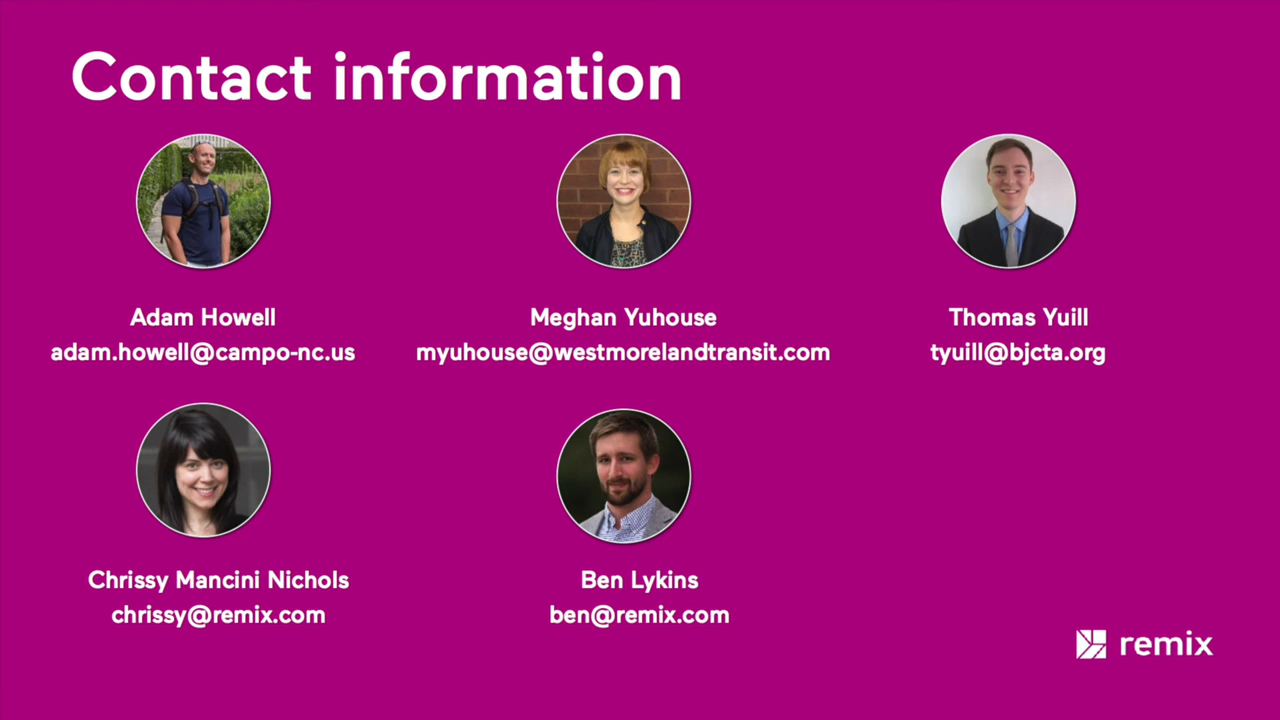 Contact information
Adam Howell
adam.howell@campo-nc.us
Meghan Yuhouse
myuhouse@westmorelandtransit.com
Thomas Yuill
tyuill@bjcta.org
Chrissy Mancini Nichols
chrissy@remix.com
Ben Lykins
ben@remix.com
remix